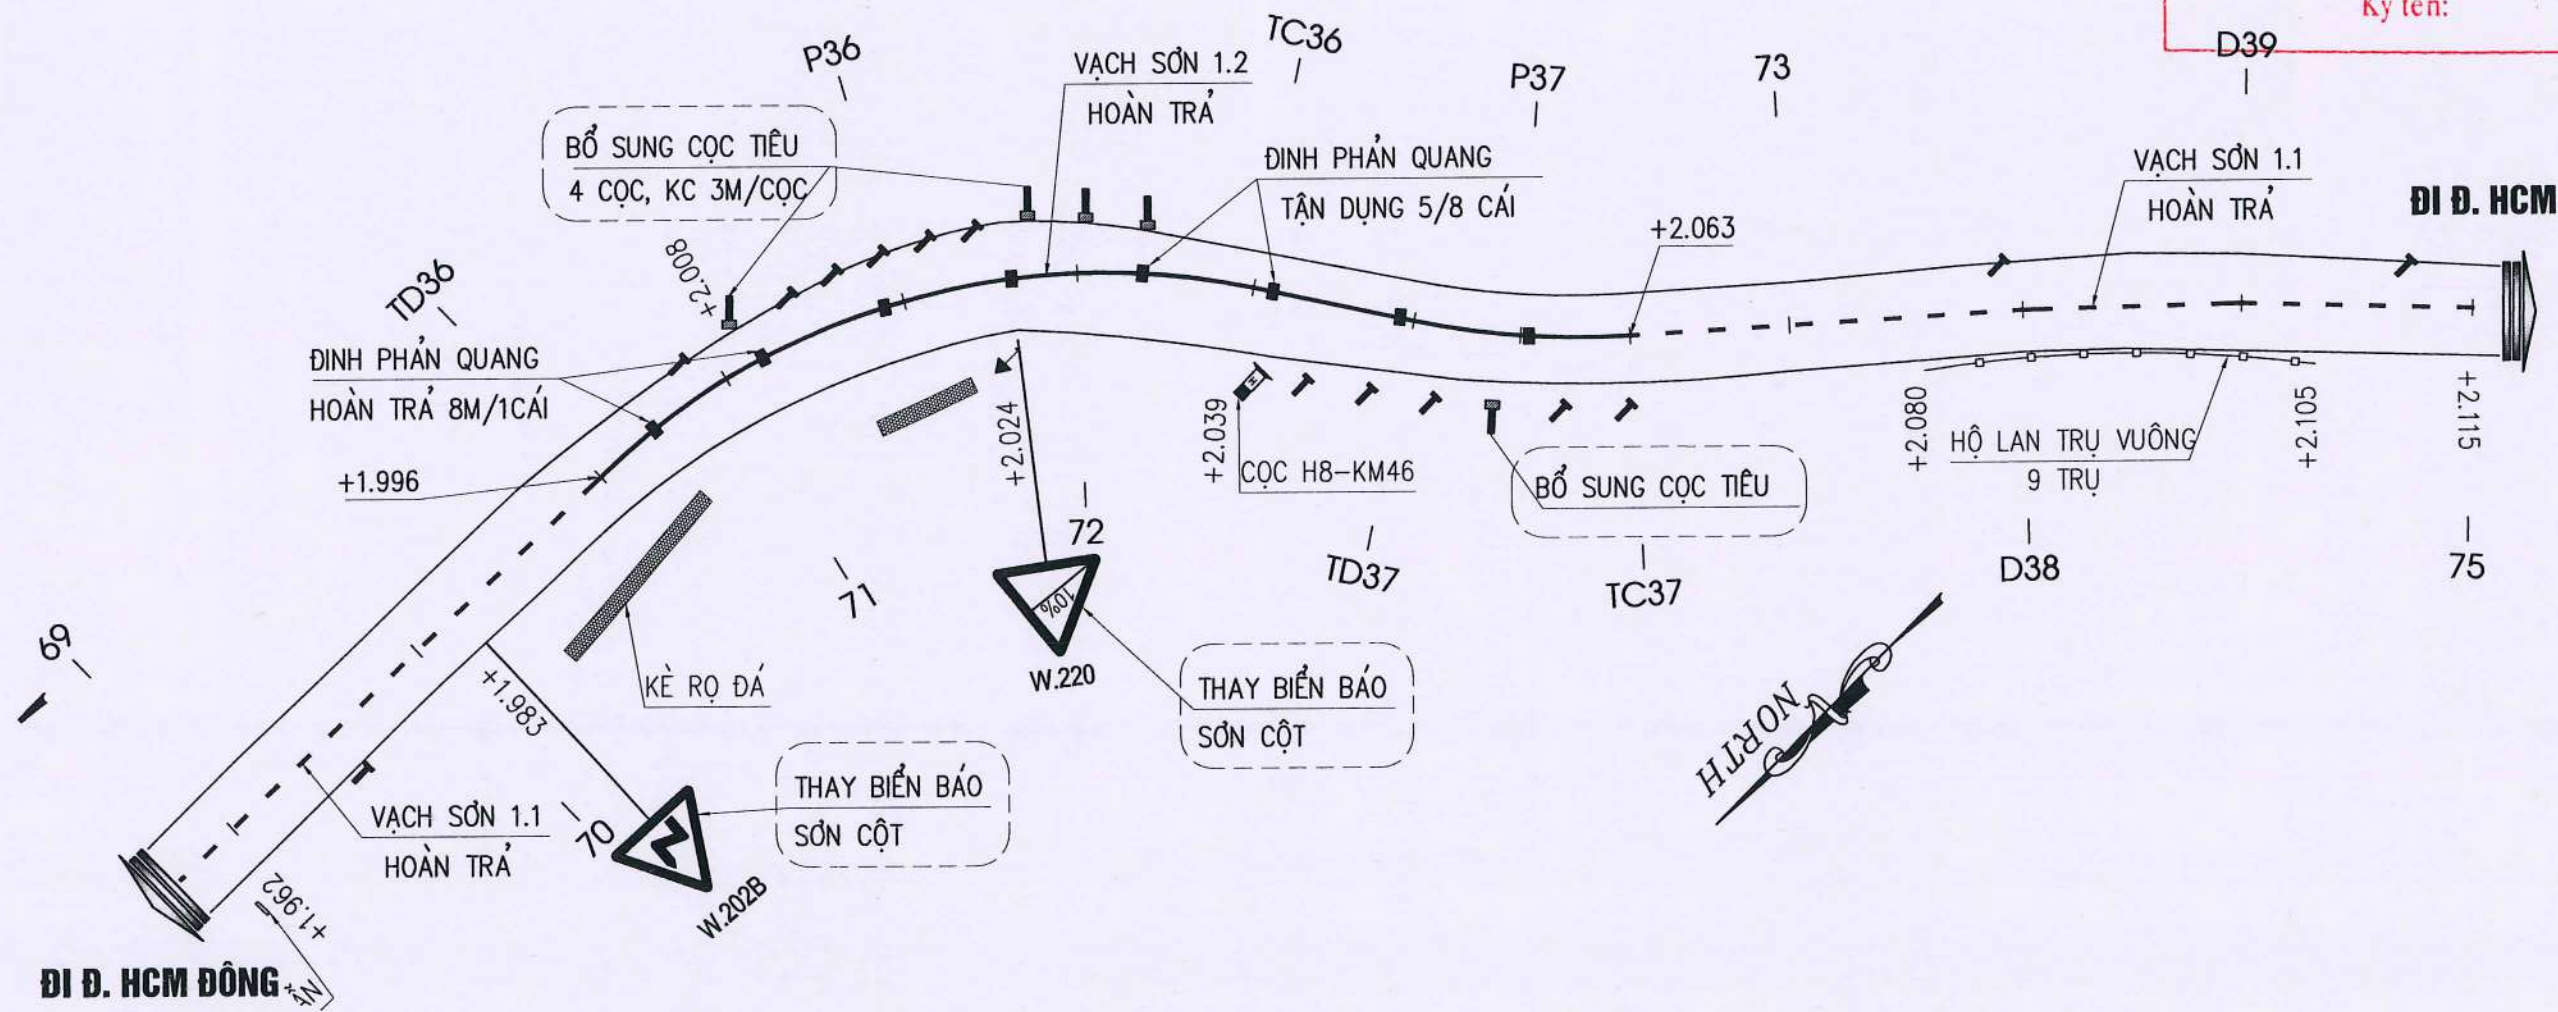 Ký tên:
P36
TC36
P37
73
D39
VẠCH SƠN 1.2
HOÀN TRẢ
BỔ SUNG CỌC TIÊU
4 CỌC, KC 3M/CỌC
ĐINH PHẢN QUANG
TẬN DỤNG 5/8 CÁI
VẠCH SƠN 1.1
HOÀN TRẢ
ĐI Đ. HCM
+2.008
+2.063
TD36
ĐINH PHẢN QUANG
HOÀN TRẢ 8M/1CÁI
+1.996
+2.024
+2.039
CỌC H8-KM46
BỔ SUNG CỌC TIÊU
+2.080
HỘ LAN TRỤ VUÔNG
9 TRỤ
+2.105
+2.115
72
71
TD37
TC37
D38
75
10%
W.220
69
KÈ RỌ ĐÁ
THAY BIỂN BÁO
SƠN CỘT
+1.983
NORTH
THAY BIỂN BÁO
SƠN CỘT
70
W.202B
VẠCH SƠN 1.1
HOÀN TRẢ
+1.962
ĐI Đ. HCM ĐÔNG